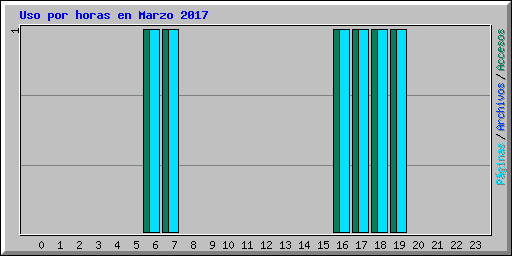 Uso por horas en Marzo 2017
1
0 1 2 3 4 5 6 7 8 9 10 11 12 13 14 15 16 17 18 19 20 21 22 23
Páginas/Archivos/Accesos